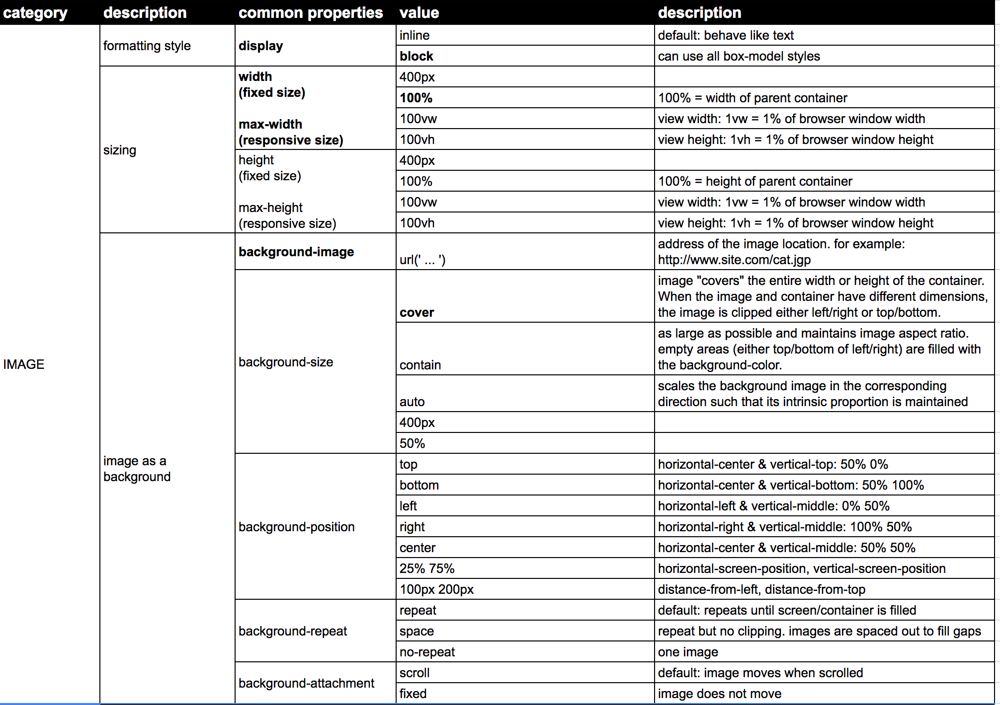 category description common properties value description
IMAGE
formatting style
display
inline
default: behave like text
block
can use all box-model styles
sizing
width
(fixed size)
max-width
(responsive size)
400px
100%
100% = width of parent container
100vw
view width: 1vw = 1% of browser window width
100vh
view height: 1vh = 1% of browser window height
height
(fixed size)
max-height
(responsive size)
400px
100%
100% = height of parent container
100vw
view width: 1vw = 1% of browser window width
100vh
view height: 1vh = 1% of browser window height
image as a
background
background-image
url(' ... ')
address of the image location. for example:
http://www.site.com/cat.jgp
background-size
cover
image "covers" the entire width or height of the container.
When the image and container have different dimensions,
the image is clipped either left/right or top/bottom.
contain
as large as possible and maintains image aspect ratio.
empty areas (either top/bottom of left/right) are filled with
the background-color.
auto
scales the background image in the corresponding
direction such that its intrinsic proportion is maintained
400px
50%
background-position
top
horizontal-center & vertical-top: 50% 0%
bottom
horizontal-center & vertical-bottom: 50% 100%
left
horizontal-left & vertical-middle: 0% 50%
right
horizontal-right & vertical-middle: 100% 50%
center
horizontal-center & vertical-middle: 50% 50%
25% 75%
horizontal-screen-position, vertical-screen-position
100px 200px
distance-from-left, distance-from-top
background-repeat
repeat
default: repeats until screen/container is filled
space
repeat but no clipping. images are spaced out to fill gaps
no-repeat
one image
background-attachment
scroll
default: image moves when scrolled
fixed
image does not move